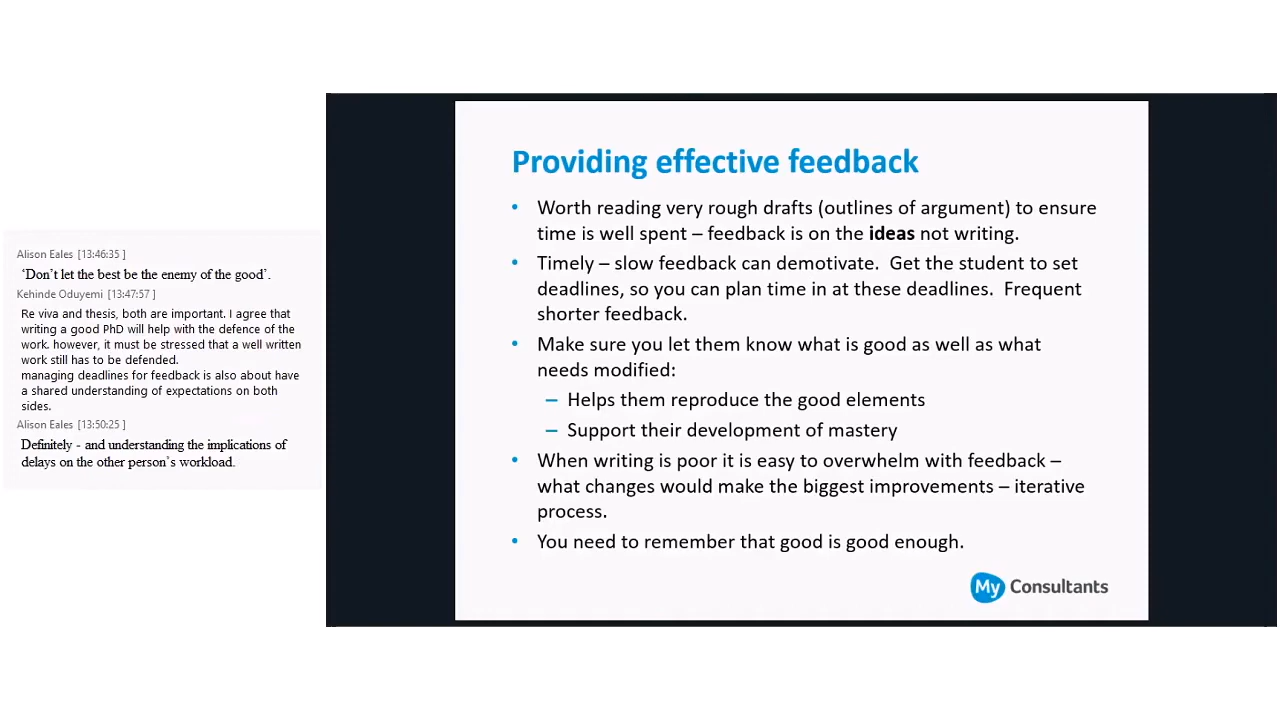 Alison Eales [13:46:35 ]
‘Don’t let the best be the enemy of the good’.
Kehinde Oduyemi [13:47:57 ]
Re viva and thesis, both are important. I agree that
writing a good PhD will help with the defence of the
work. however, it must be stressed that a well written
work still has to be defended.
managing deadlines for feedback is also about have
a shared understanding of expectations on both
sides.
Alison Eales [13:50:25 ]
Definitely - and understanding the implications of
delays on the other person’s workload.
Providing effective feedback
• Worth reading very rough drafts (outlines of argument) to ensure
time is well spent – feedback is on the ideas not writing.
• Timely – slow feedback can demotivate. Get the student to set
deadlines, so you can plan time in at these deadlines. Frequent
shorter feedback.
• Make sure you let them know what is good as well as what
needs modified:
– Helps them reproduce the good elements
– Support their development of mastery
• When writing is poor it is easy to overwhelm with feedback –
what changes would make the biggest improvements – iterative
process.
• You need to remember that good is good enough.
My Consultants